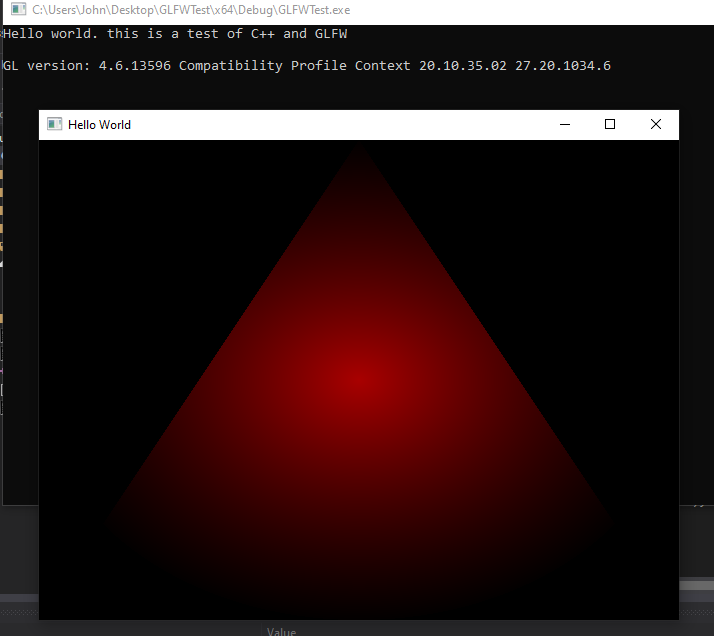 C:\Users\John\Desktop\GLFWTest\x64\Debug\GLFWTest.exe
Hello world. this is a test of C++ and GLFW
GL version: 4.6.13596 Compatibility Profile Context 20.10.35.02 27.20.1034.6
Hello World
Value